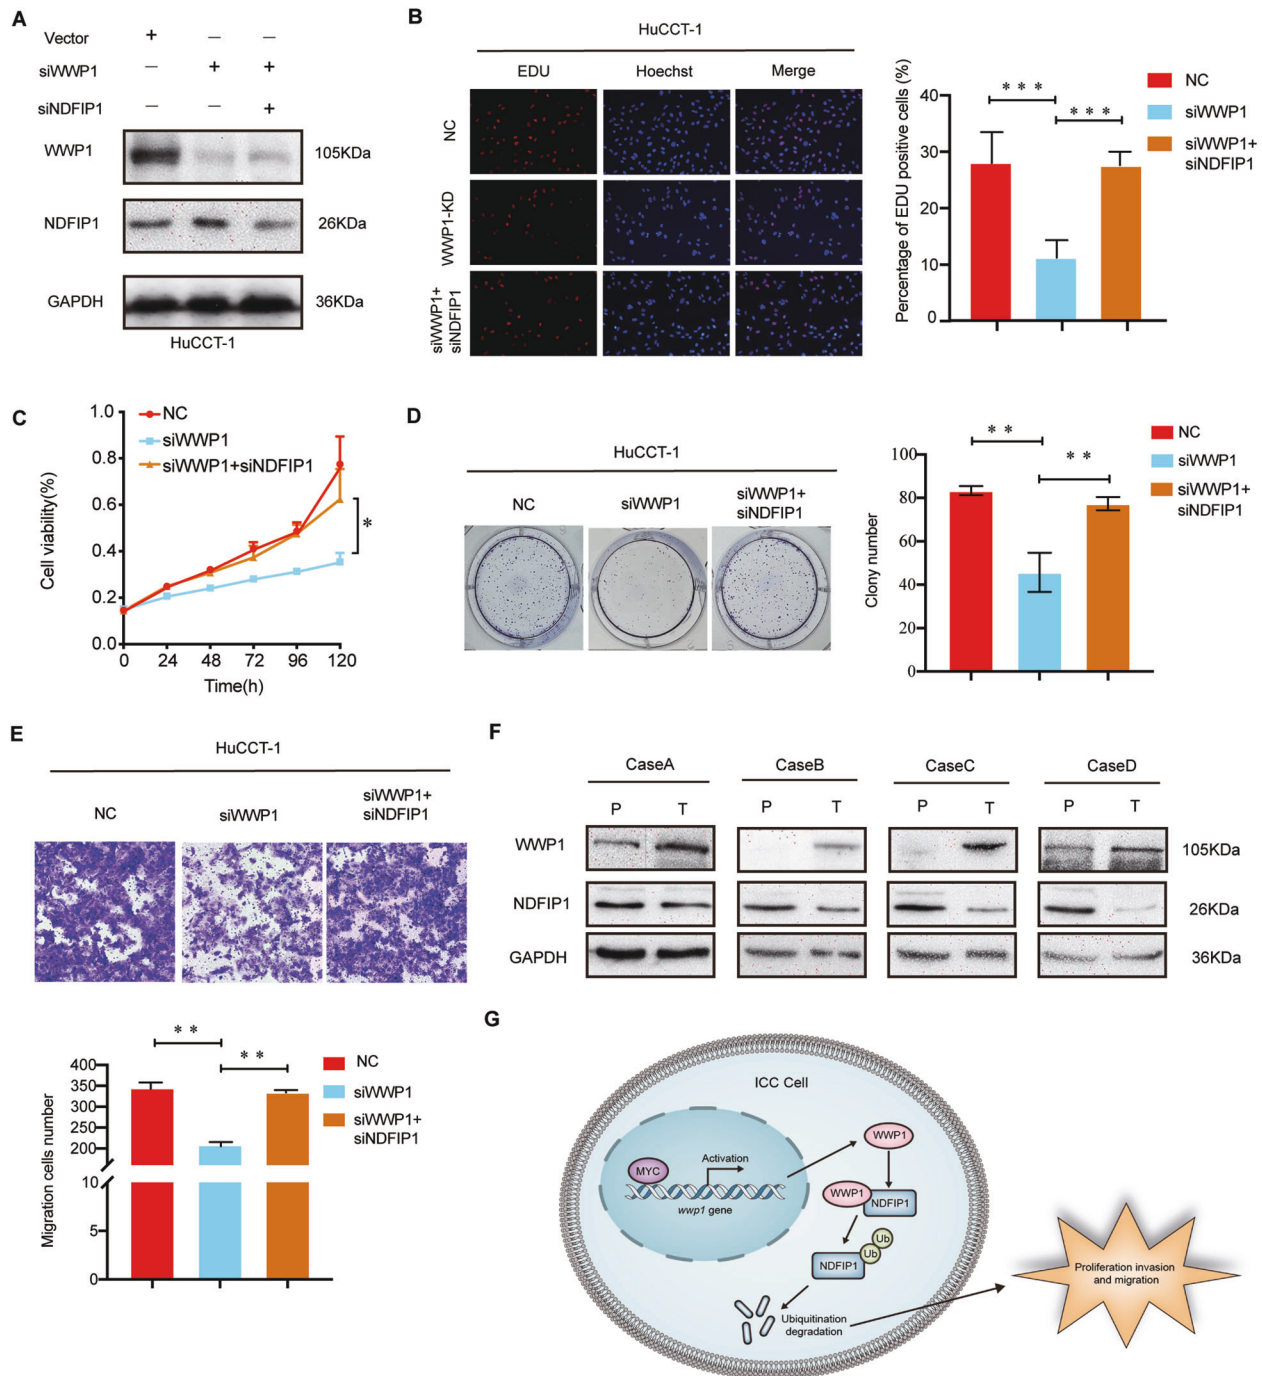 A
Vector + — —
siWWP1 — + +
siNDFIP1 — — +
WWP1 105KDa
NDFIP1 26KDa
GAPDH 36KDa
HuCCT-1
B
HuCCT-1
EDU Hoechst Merge
NC
WWP1-KD
siWWP1+
siNDFIP1
Percentage of EDU positive cells (%)
40
30
20
10
0
* * *
* * *
NC
siWWP1
siWWP1+
siNDFIP1
C
Cell viability(%)
1.0
0.8
0.6
0.4
0.2
0.0
NC
siWWP1
siWWP1+siNDFIP1
*
0 24 48 72 96 120
Time(h)
D
HuCCT-1
NC siWWP1 siWWP1+
siNDFIP1
Clony number
100
80
60
40
20
0
* *
* *
NC
siWWP1
siWWP1+
siNDFIP1
E
HuCCT-1
NC siWWP1 siWWP1+
siNDFIP1
Migration cells number
400
350
300
250
200
10
5
0
* *
* *
NC
siWWP1
siWWP1+
siNDFIP1
F
CaseA CaseB CaseC CaseD
P T P T P T P T
WWP1 105KDa
NDFIP1 26KDa
GAPDH 36KDa
G
ICC Cell
MYC
Activation
wwp1 gene
WWP1
WWP1
NDFIP1
Ub
Ub
NDFIP1
Ubiquitination
degradation
Proliferation invasion
and migration